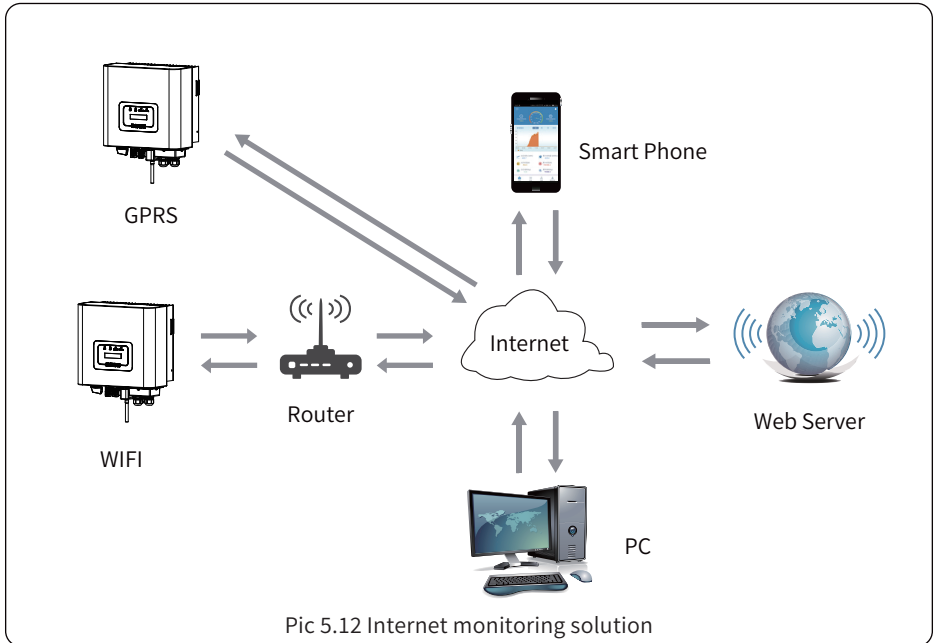 Smart Phone
GPRS
Internet
Router
Web Server
WIFI
PC
Pic 5.12 Internet monitoring solution